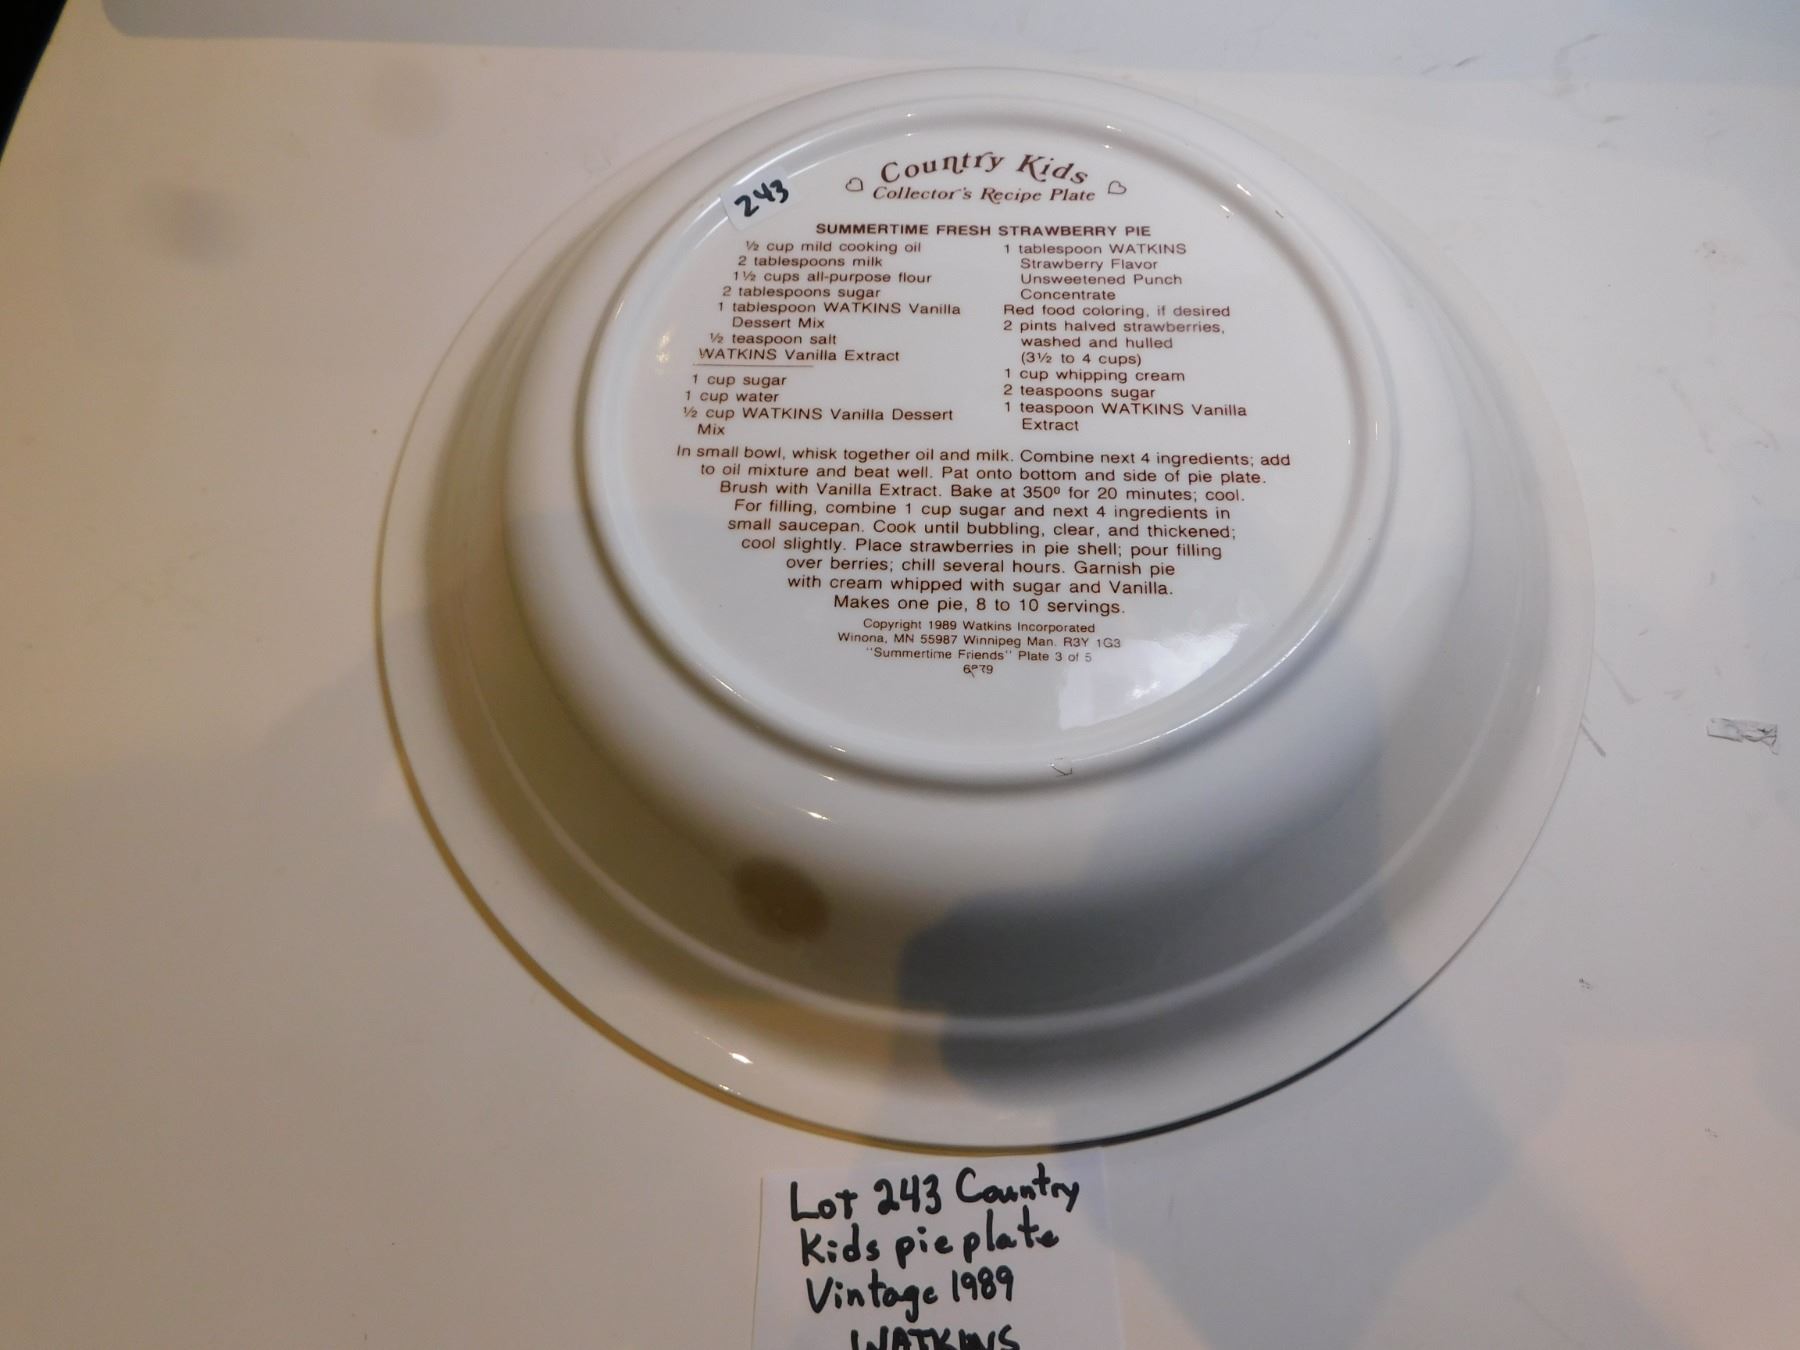 243
Country Kids
Collector's Recipe Plate
SUMMERTIME FRESH STRAWBERRY PIE
½ cup mild cooking oil
2 tablespoons milk
1½ cups all-purpose flour
2 tablespoons sugar
1 tablespoon WATKINS Vanilla
Dessert Mix
½ teaspoon salt
WATKINS Vanilla Extract
1 cup sugar
1 cup water
½ cup WATKINS Vanilla Dessert
Mix
1 tablespoon WATKINS
Strawberry Flavor
Unsweetened Punch
Concentrate
Red food coloring, if desired
2 pints halved strawberries,
washed and hulled
(3½ to 4 cups)
1 cup whipping cream
2 teaspoons sugar
1 teaspoon WATKINS Vanilla
Extract
In small bowl, whisk together oil and milk. Combine next 4 ingredients; add
to oil mixture and beat well. Pat onto bottom and side of pie plate.
Brush with Vanilla Extract. Bake at 350º for 20 minutes; cool.
For filling, combine 1 cup sugar and next 4 ingredients in
small saucepan. Cook until bubbling, clear, and thickened;
cool slightly. Place strawberries in pie shell; pour filling
over berries; chill several hours. Garnish pie
with cream whipped with sugar and Vanilla.
Makes one pie, 8 to 10 servings.
Copyright 1989 Watkins Incorporated
Winona, MN 55987 Winnipeg Man. R3Y 1G3
"Summertime Friends" Plate 3 of 5
Lot 243 Country
Kids pie plate
Vintage 1989
WATKINS